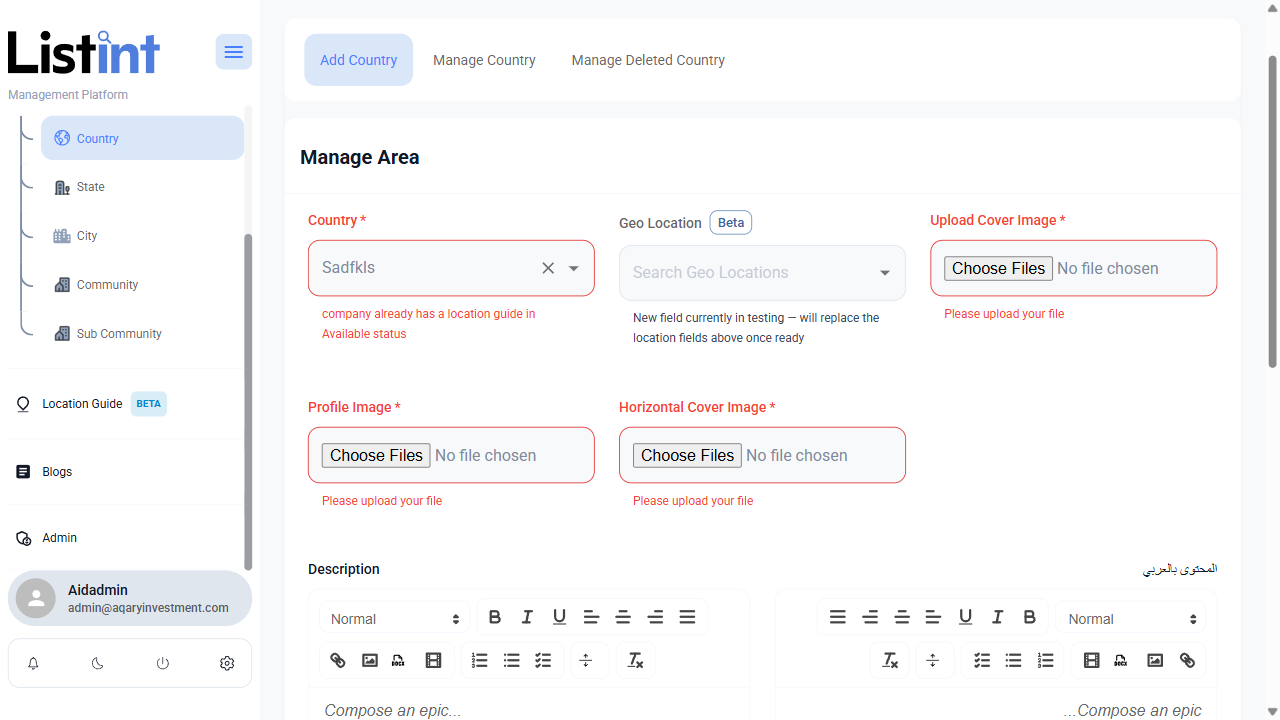 Listint
Management Platform
Country
State
City
Community
Sub Community
Location Guide BETA
Blogs
Admin
Aidadmin
admin@aqaryinvestment.com
Add Country Manage Country Manage Deleted Country
Manage Area
Country *
Sadfkls
company already has a location guide in
Available status
Geo Location Beta
Search Geo Locations
New field currently in testing — will replace the
location fields above once ready
Upload Cover Image *
Choose Files No file chosen
Please upload your file
Profile Image *
Choose Files No file chosen
Please upload your file
Horizontal Cover Image *
Choose Files No file chosen
Please upload your file
Description
Normal
Compose an epic...
المحتوى بالعربي
Normal
...Compose an epic